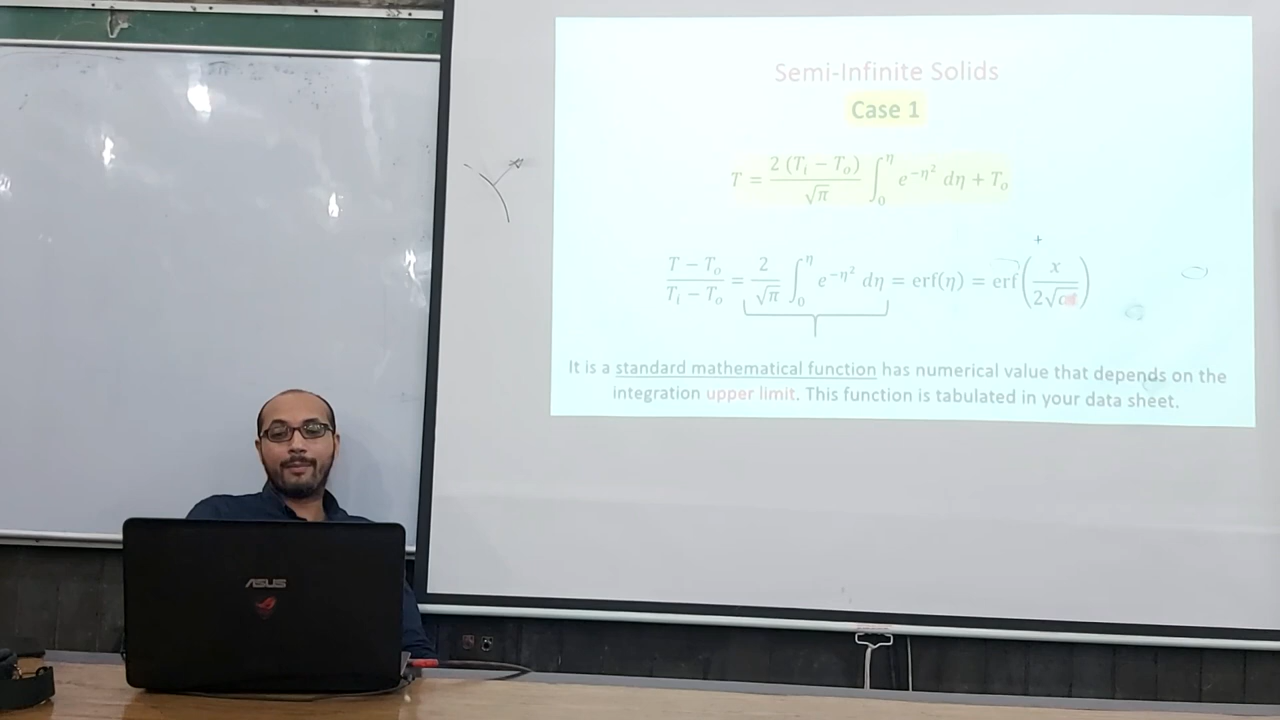 Semi-Infinite Solids
Case 1
T = 2 (Tᵢ − Tₒ) / √π ∫₀^η e^(−η²) dη + Tₒ
(T − Tₒ) / (Tᵢ − Tₒ) = 2 / √π ∫₀^η e^(−η²) dη = erf(η) = erf(x / 2√αt)
It is a standard mathematical function has numerical value that depends on the
integration upper limit. This function is tabulated in your data sheet.
ASUS